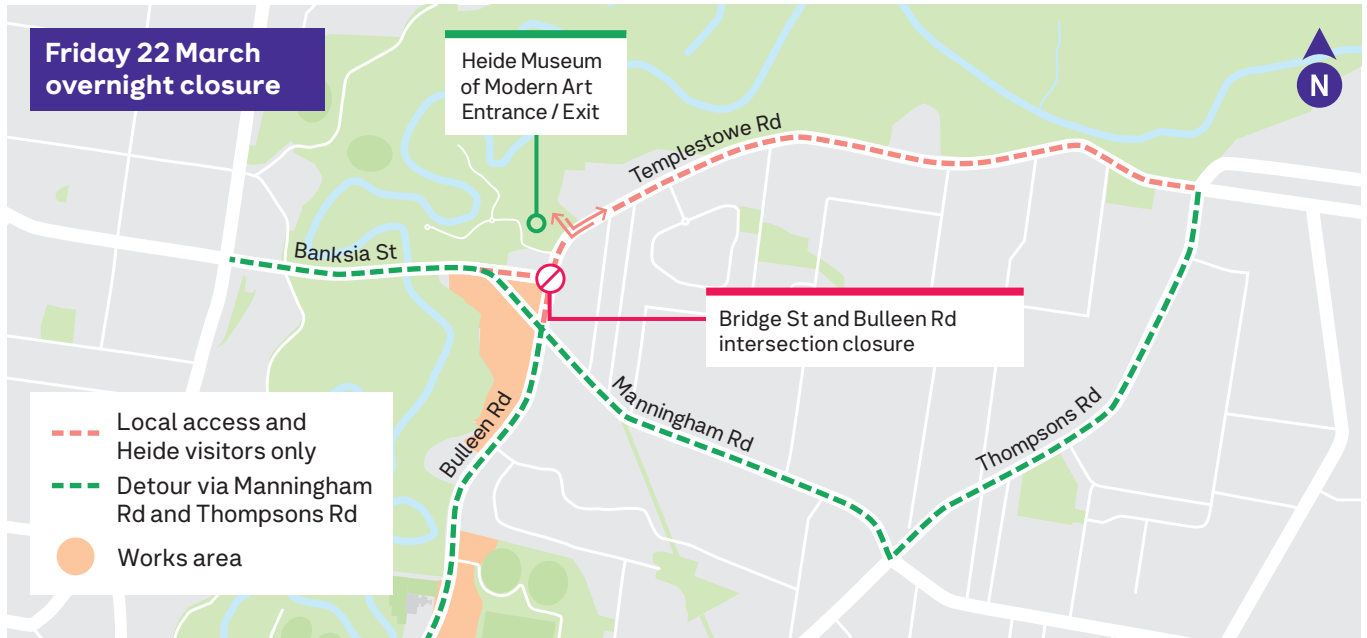 Friday 22 March
overnight closure
Heide Museum
of Modern Art
Entrance / Exit
N
Templestowe Rd
Banksia St
Bridge St and Bulleen Rd
intersection closure
Manningham Rd
Thompsons Rd
Bulleen Rd
Local access and
Heide visitors only
Detour via Manningham
Rd and Thompsons Rd
Works area